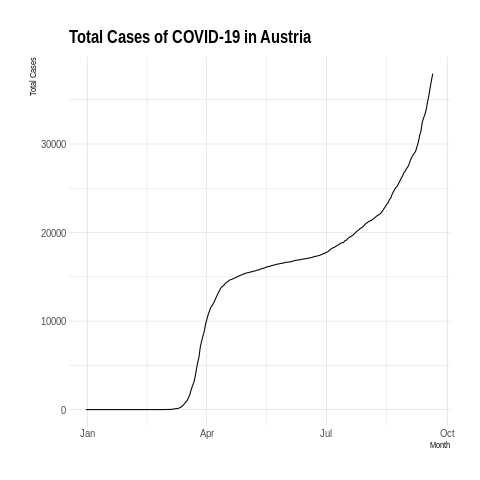 Total Cases of COVID-19 in Austria
Total Cases
30000
20000
10000
0
Jan Apr Jul Oct
Month